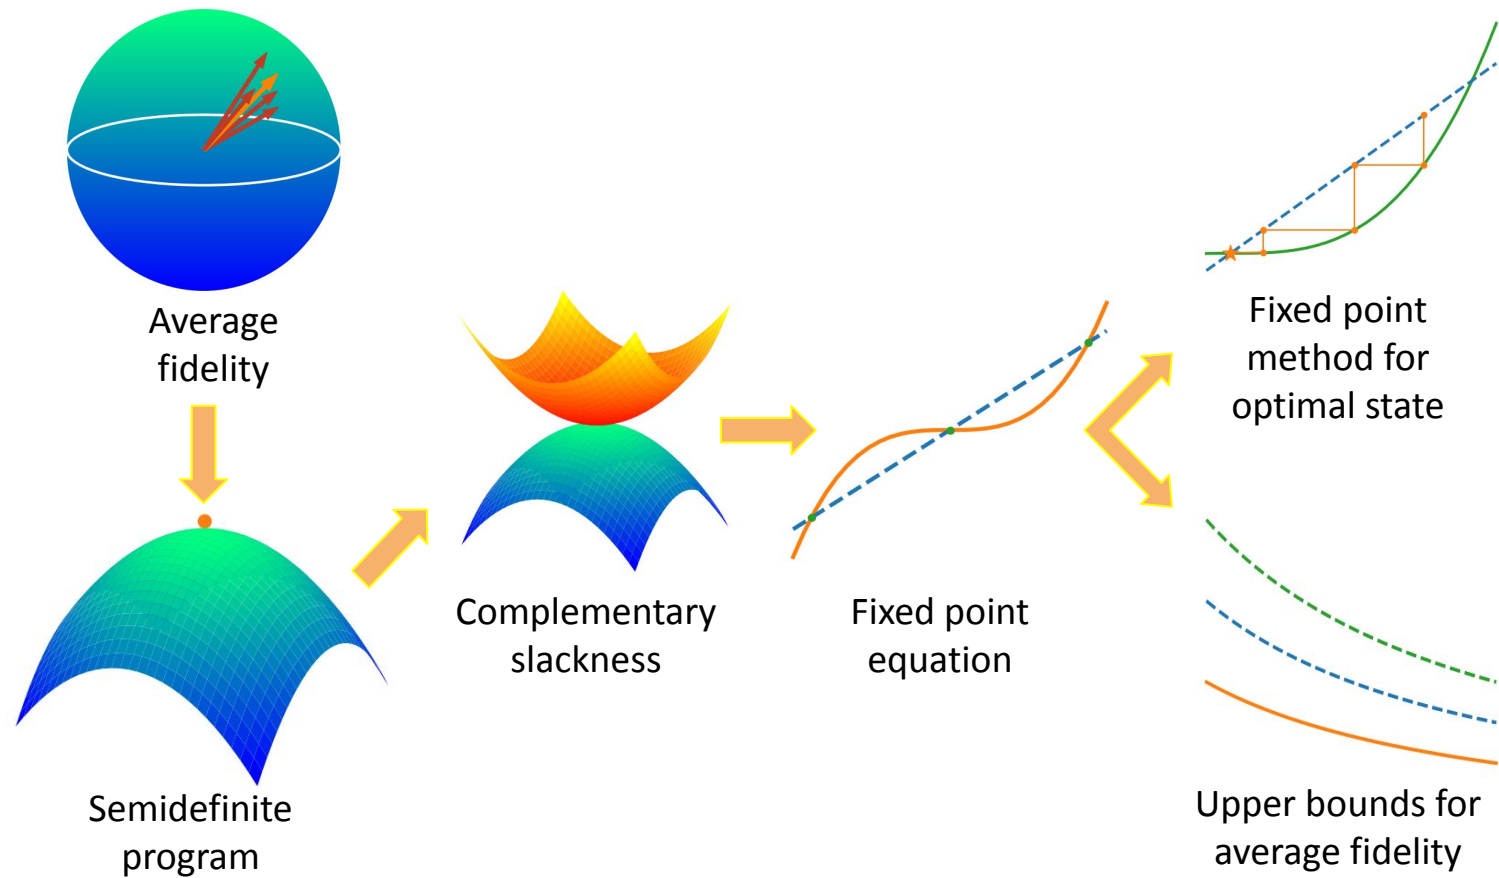 Average
fidelity
Semidefinite
program
Complementary
slackness
Fixed point
equation
Fixed point
method for
optimal state
Upper bounds for
average fidelity